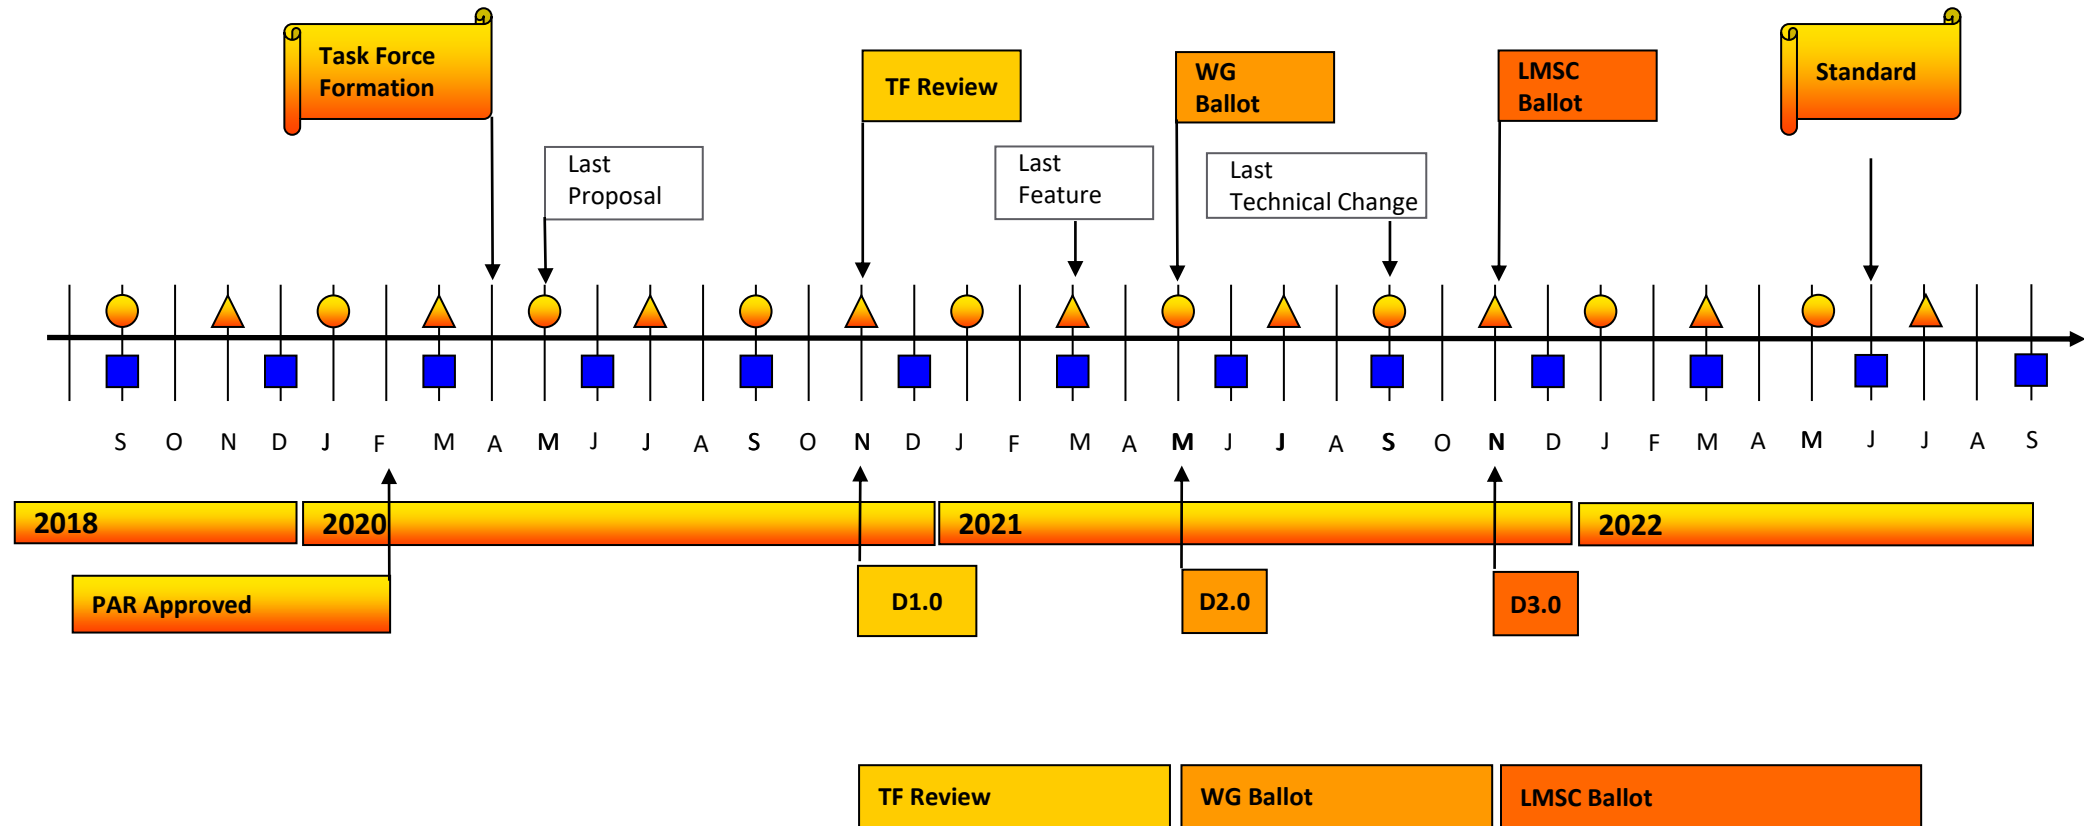 Task Force
Formation
TF Review
WG
Ballot
LMSC
Ballot
Standard
Last
Proposal
Last
Feature
Last
Technical Change
S O N D J F M A M J J A S O N D J F M A M J J A S O N D J F M A M J J A S
2018
2020
2021
2022
PAR Approved
D1.0
D2.0
D3.0
TF Review
WG Ballot
LMSC Ballot